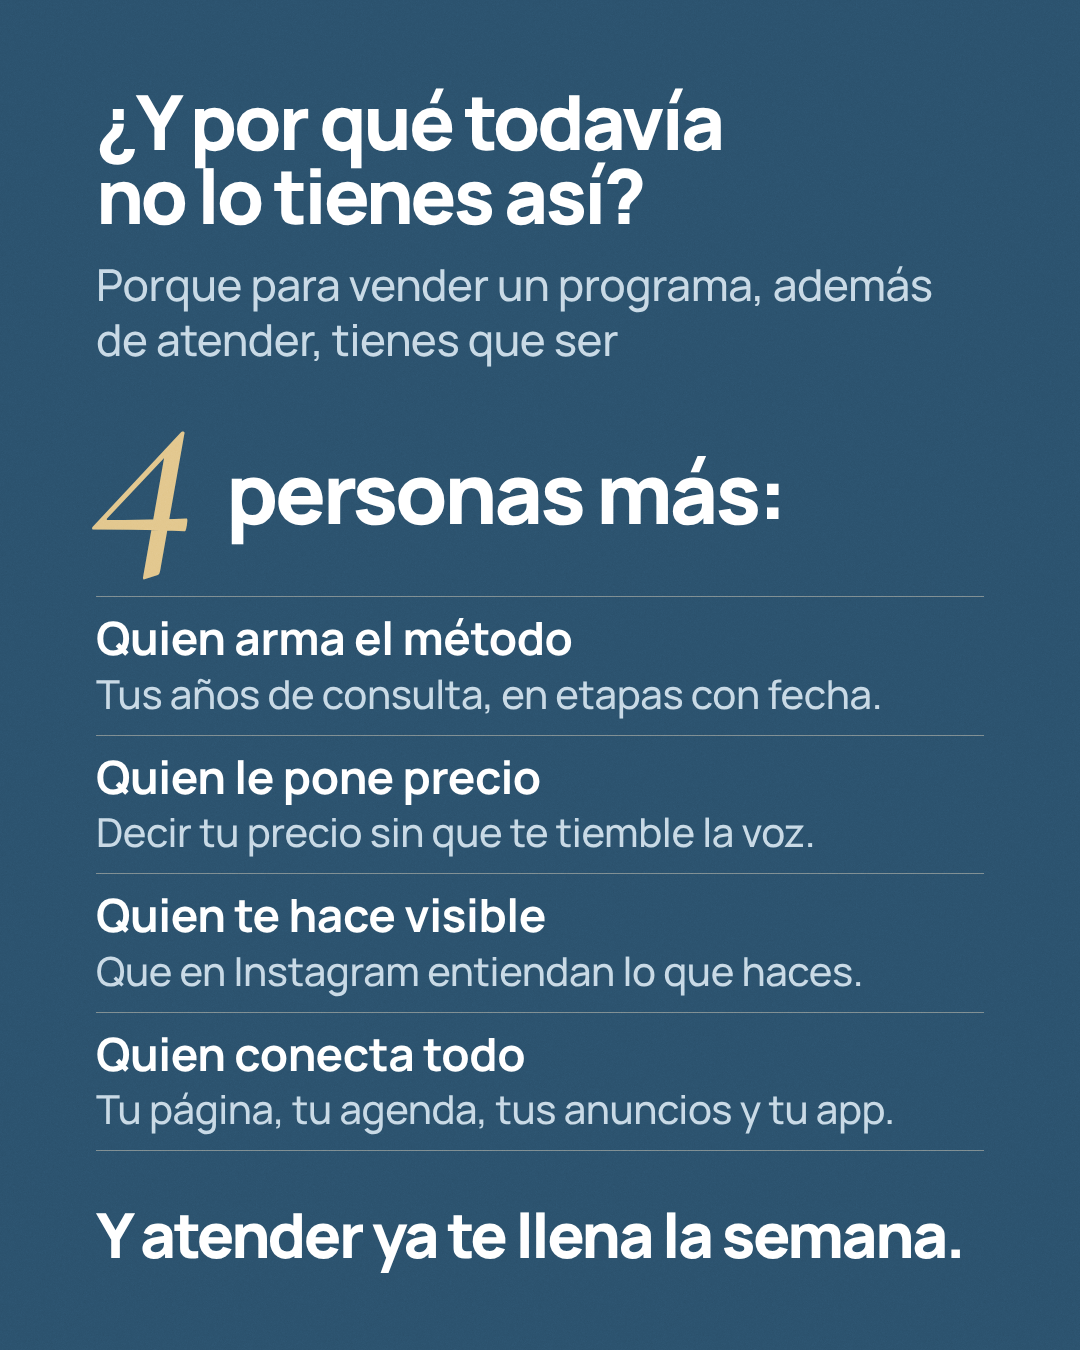 ¿Y por qué todavía
no lo tienes así?
Porque para vender un programa, además
de atender, tienes que ser
4 personas más:
Quien arma el método
Tus años de consulta, en etapas con fecha.
Quien le pone precio
Decir tu precio sin que te tiemble la voz.
Quien te hace visible
Que en Instagram entiendan lo que haces.
Quien conecta todo
Tu página, tu agenda, tus anuncios y tu app.
Y atender ya te llena la semana.